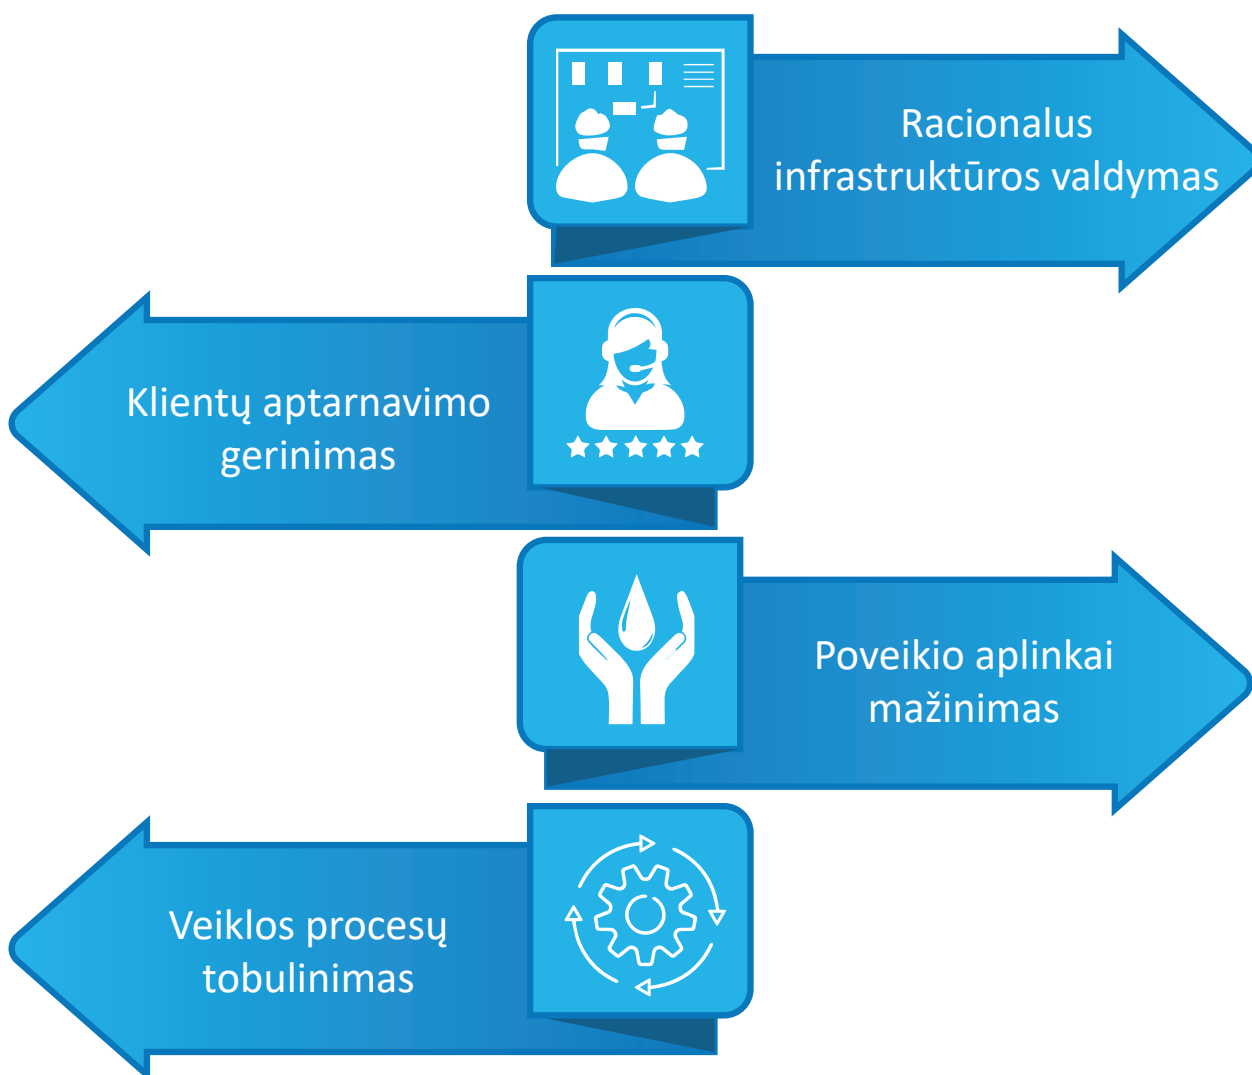 Racionalus
infrastruktūros valdymas
Klientų aptarnavimo
gerinimas
Poveikio aplinkai
mažinimas
Veiklos procesų
tobulinimas